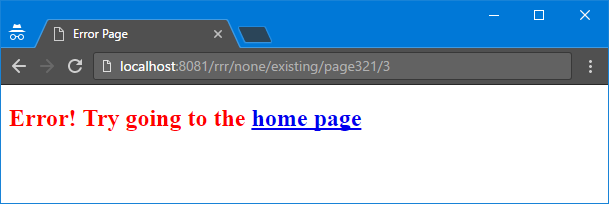 Error Page
localhost:8081/rrr/none/existing/page321/3
Error! Try going to the home page